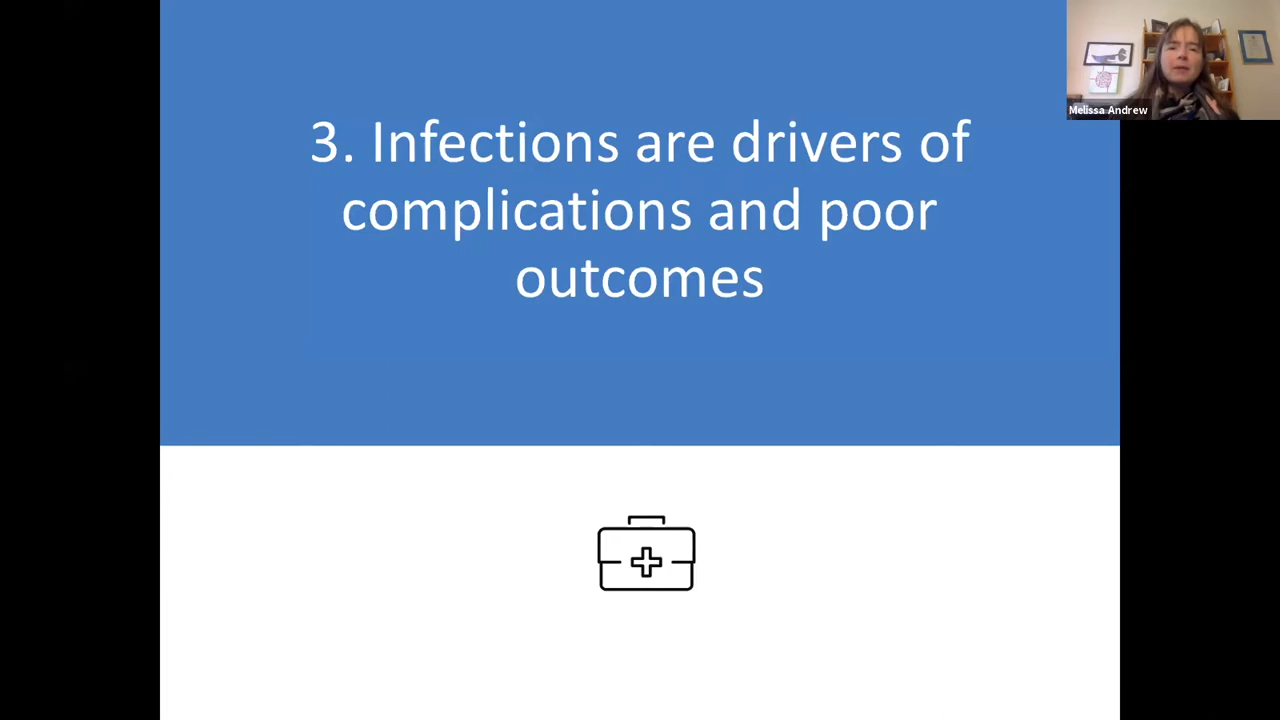 3. Infections are drivers of
complications and poor
outcomes
Melissa Andrew